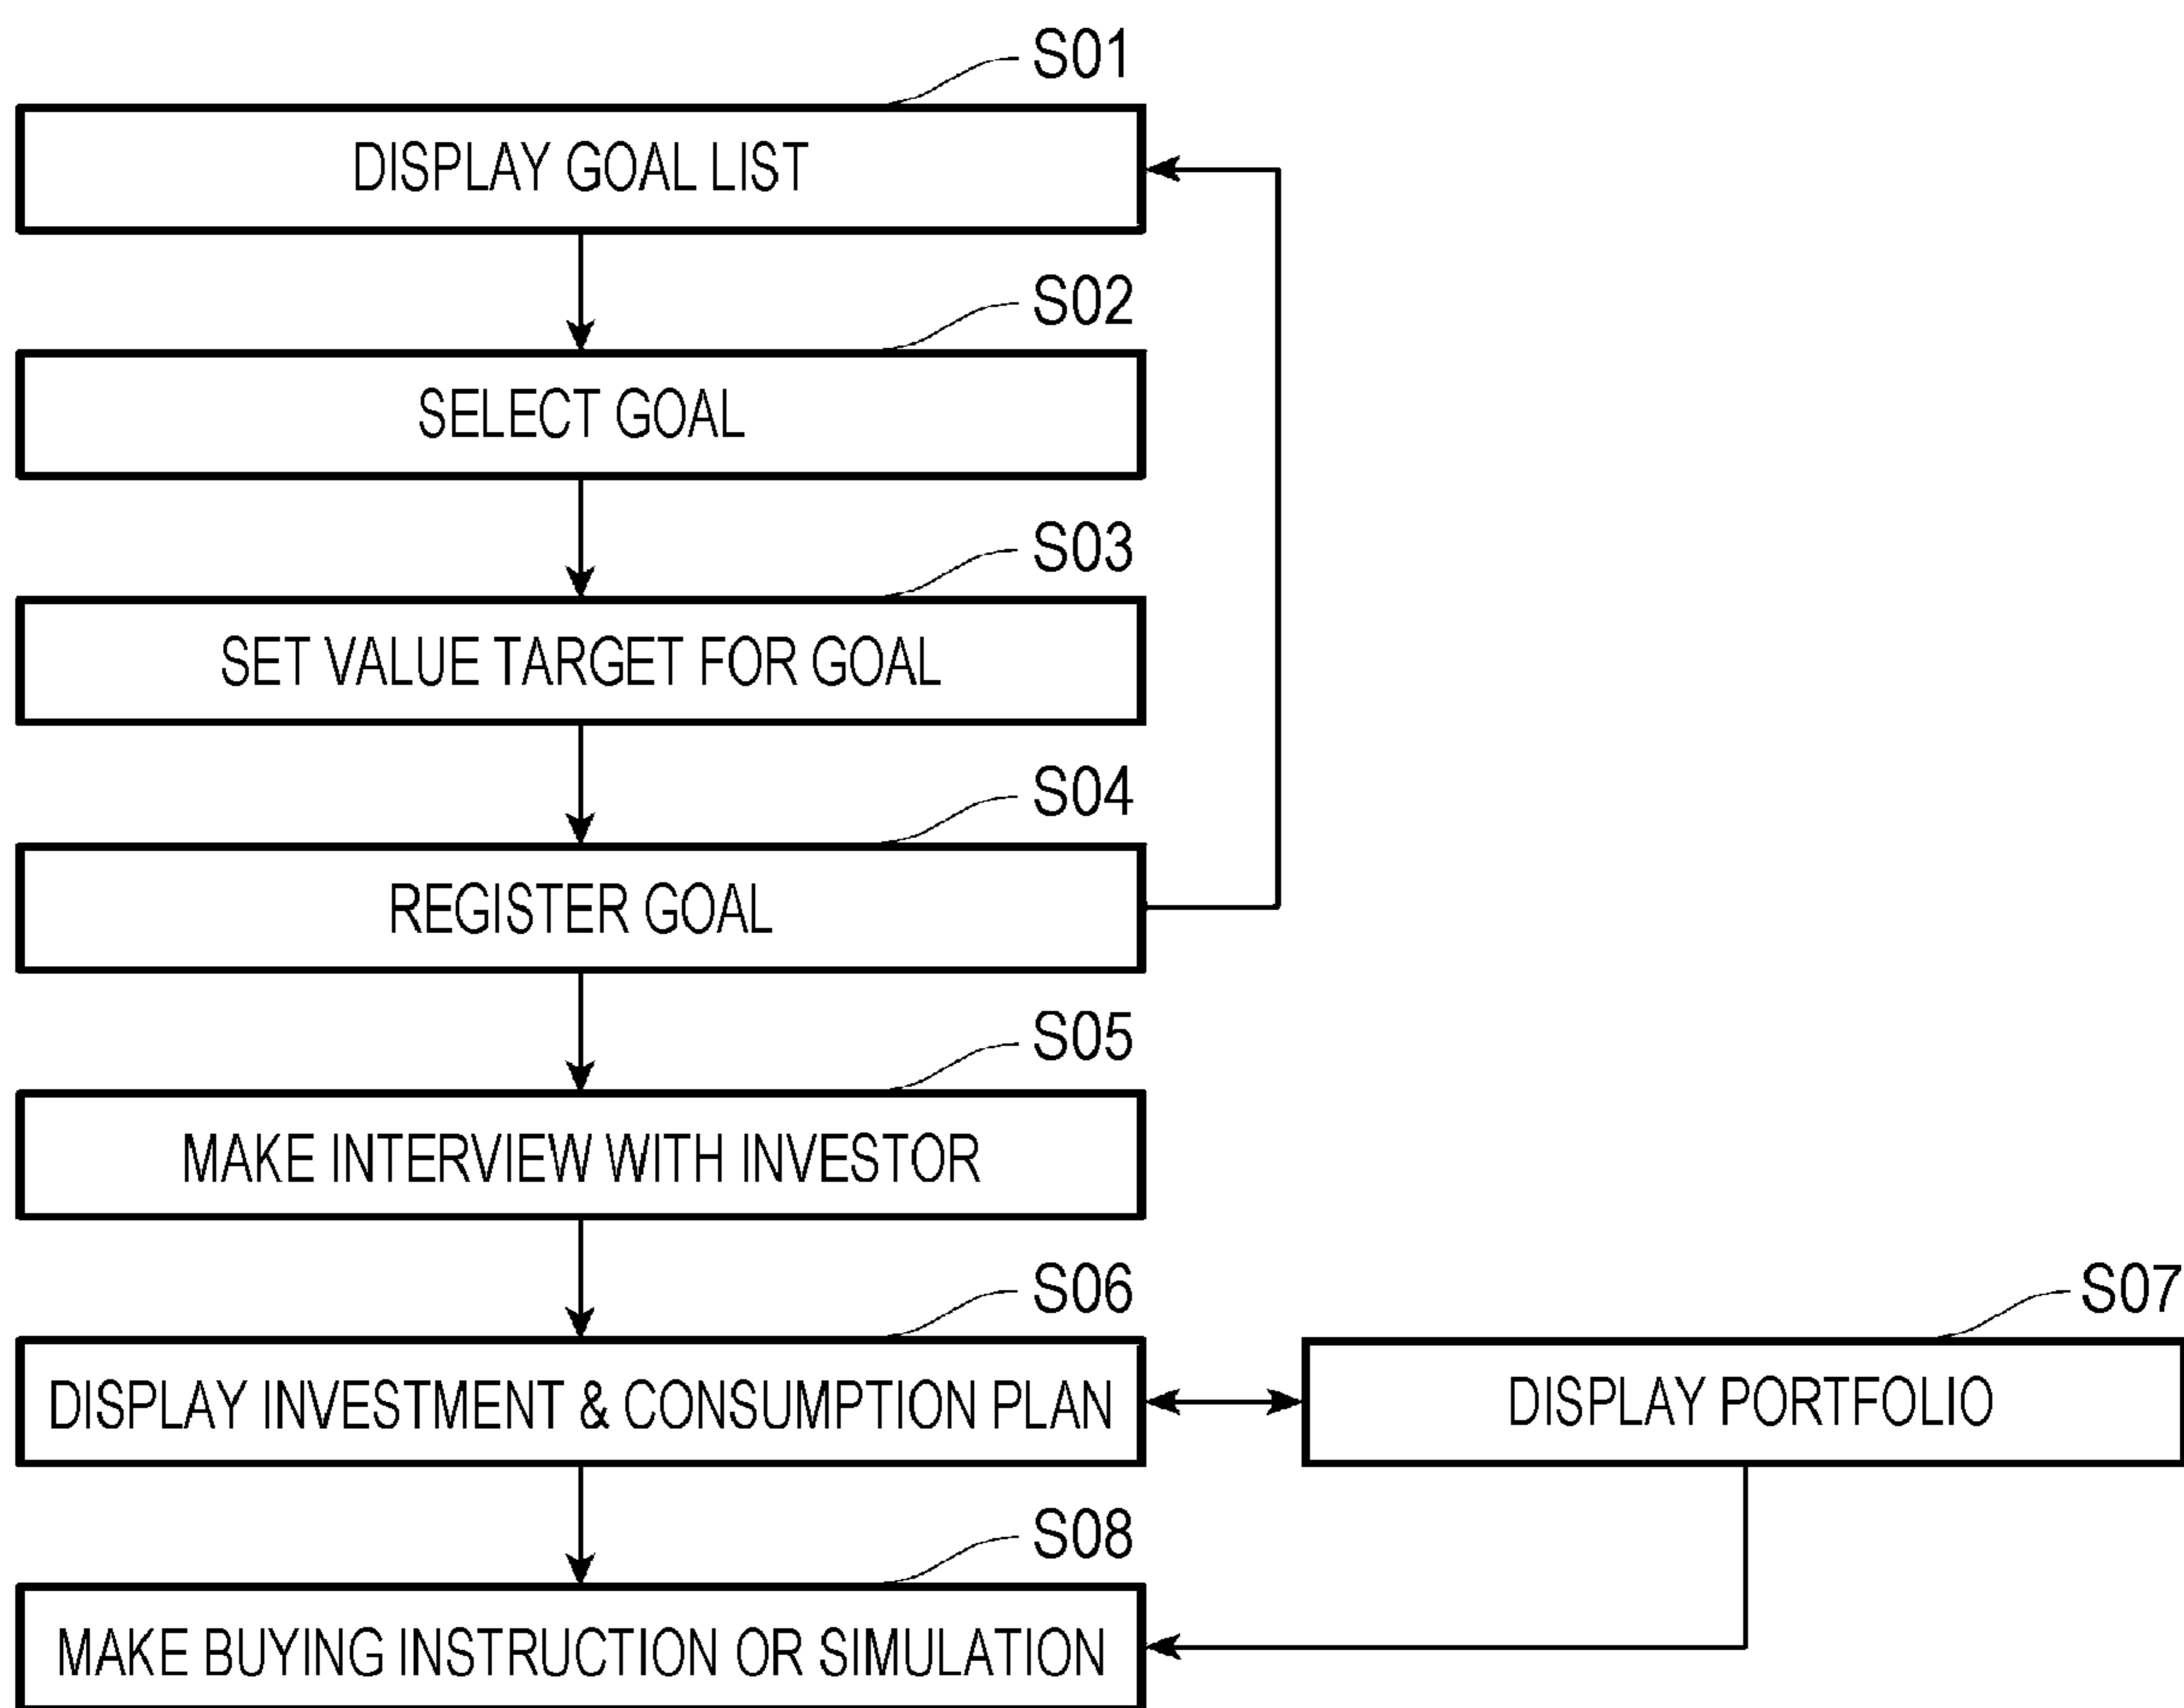 S01
DISPLAY GOAL LIST
S02
SELECT GOAL
S03
SET VALUE TARGET FOR GOAL
S04
REGISTER GOAL
S05
MAKE INTERVIEW WITH INVESTOR
S06
DISPLAY INVESTMENT & CONSUMPTION PLAN
S07
DISPLAY PORTFOLIO
S08
MAKE BUYING INSTRUCTION OR SIMULATION